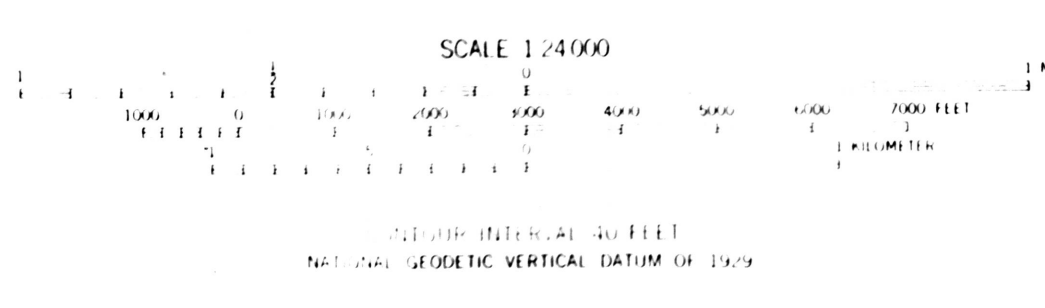 SCALE 1 24 000
1 1/2 0 1
1000 0 1000 2000 3000 4000 5000 6000 7000 FEET
1 5 0 1 KILOMETER
CONTOUR INTERVAL 40 FEET
NATIONAL GEODETIC VERTICAL DATUM OF 1929